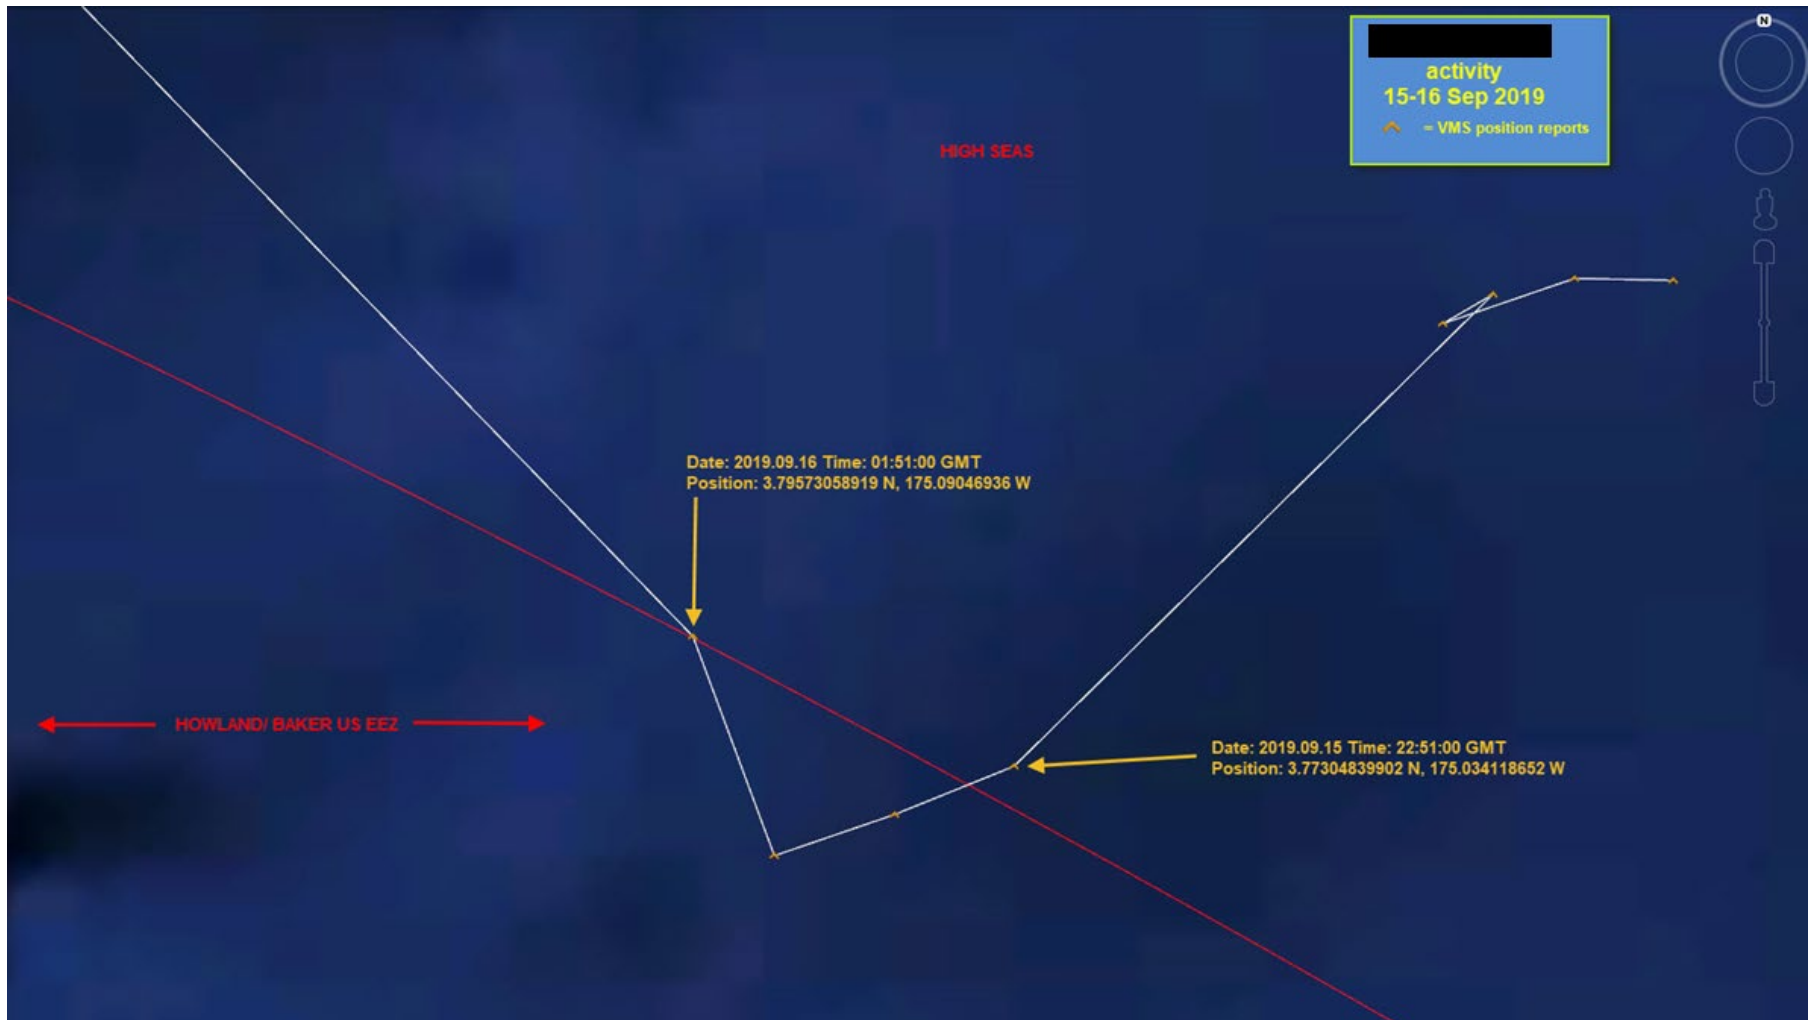 activity
15-16 Sep 2019
= VMS position reports
N
HIGH SEAS
Date: 2019.09.16 Time: 01:51:00 GMT
Position: 3.79573058919 N, 175.09046936 W
HOWLAND/ BAKER US EEZ
Date: 2019.09.15 Time: 22:51:00 GMT
Position: 3.77304839902 N, 175.034118652 W